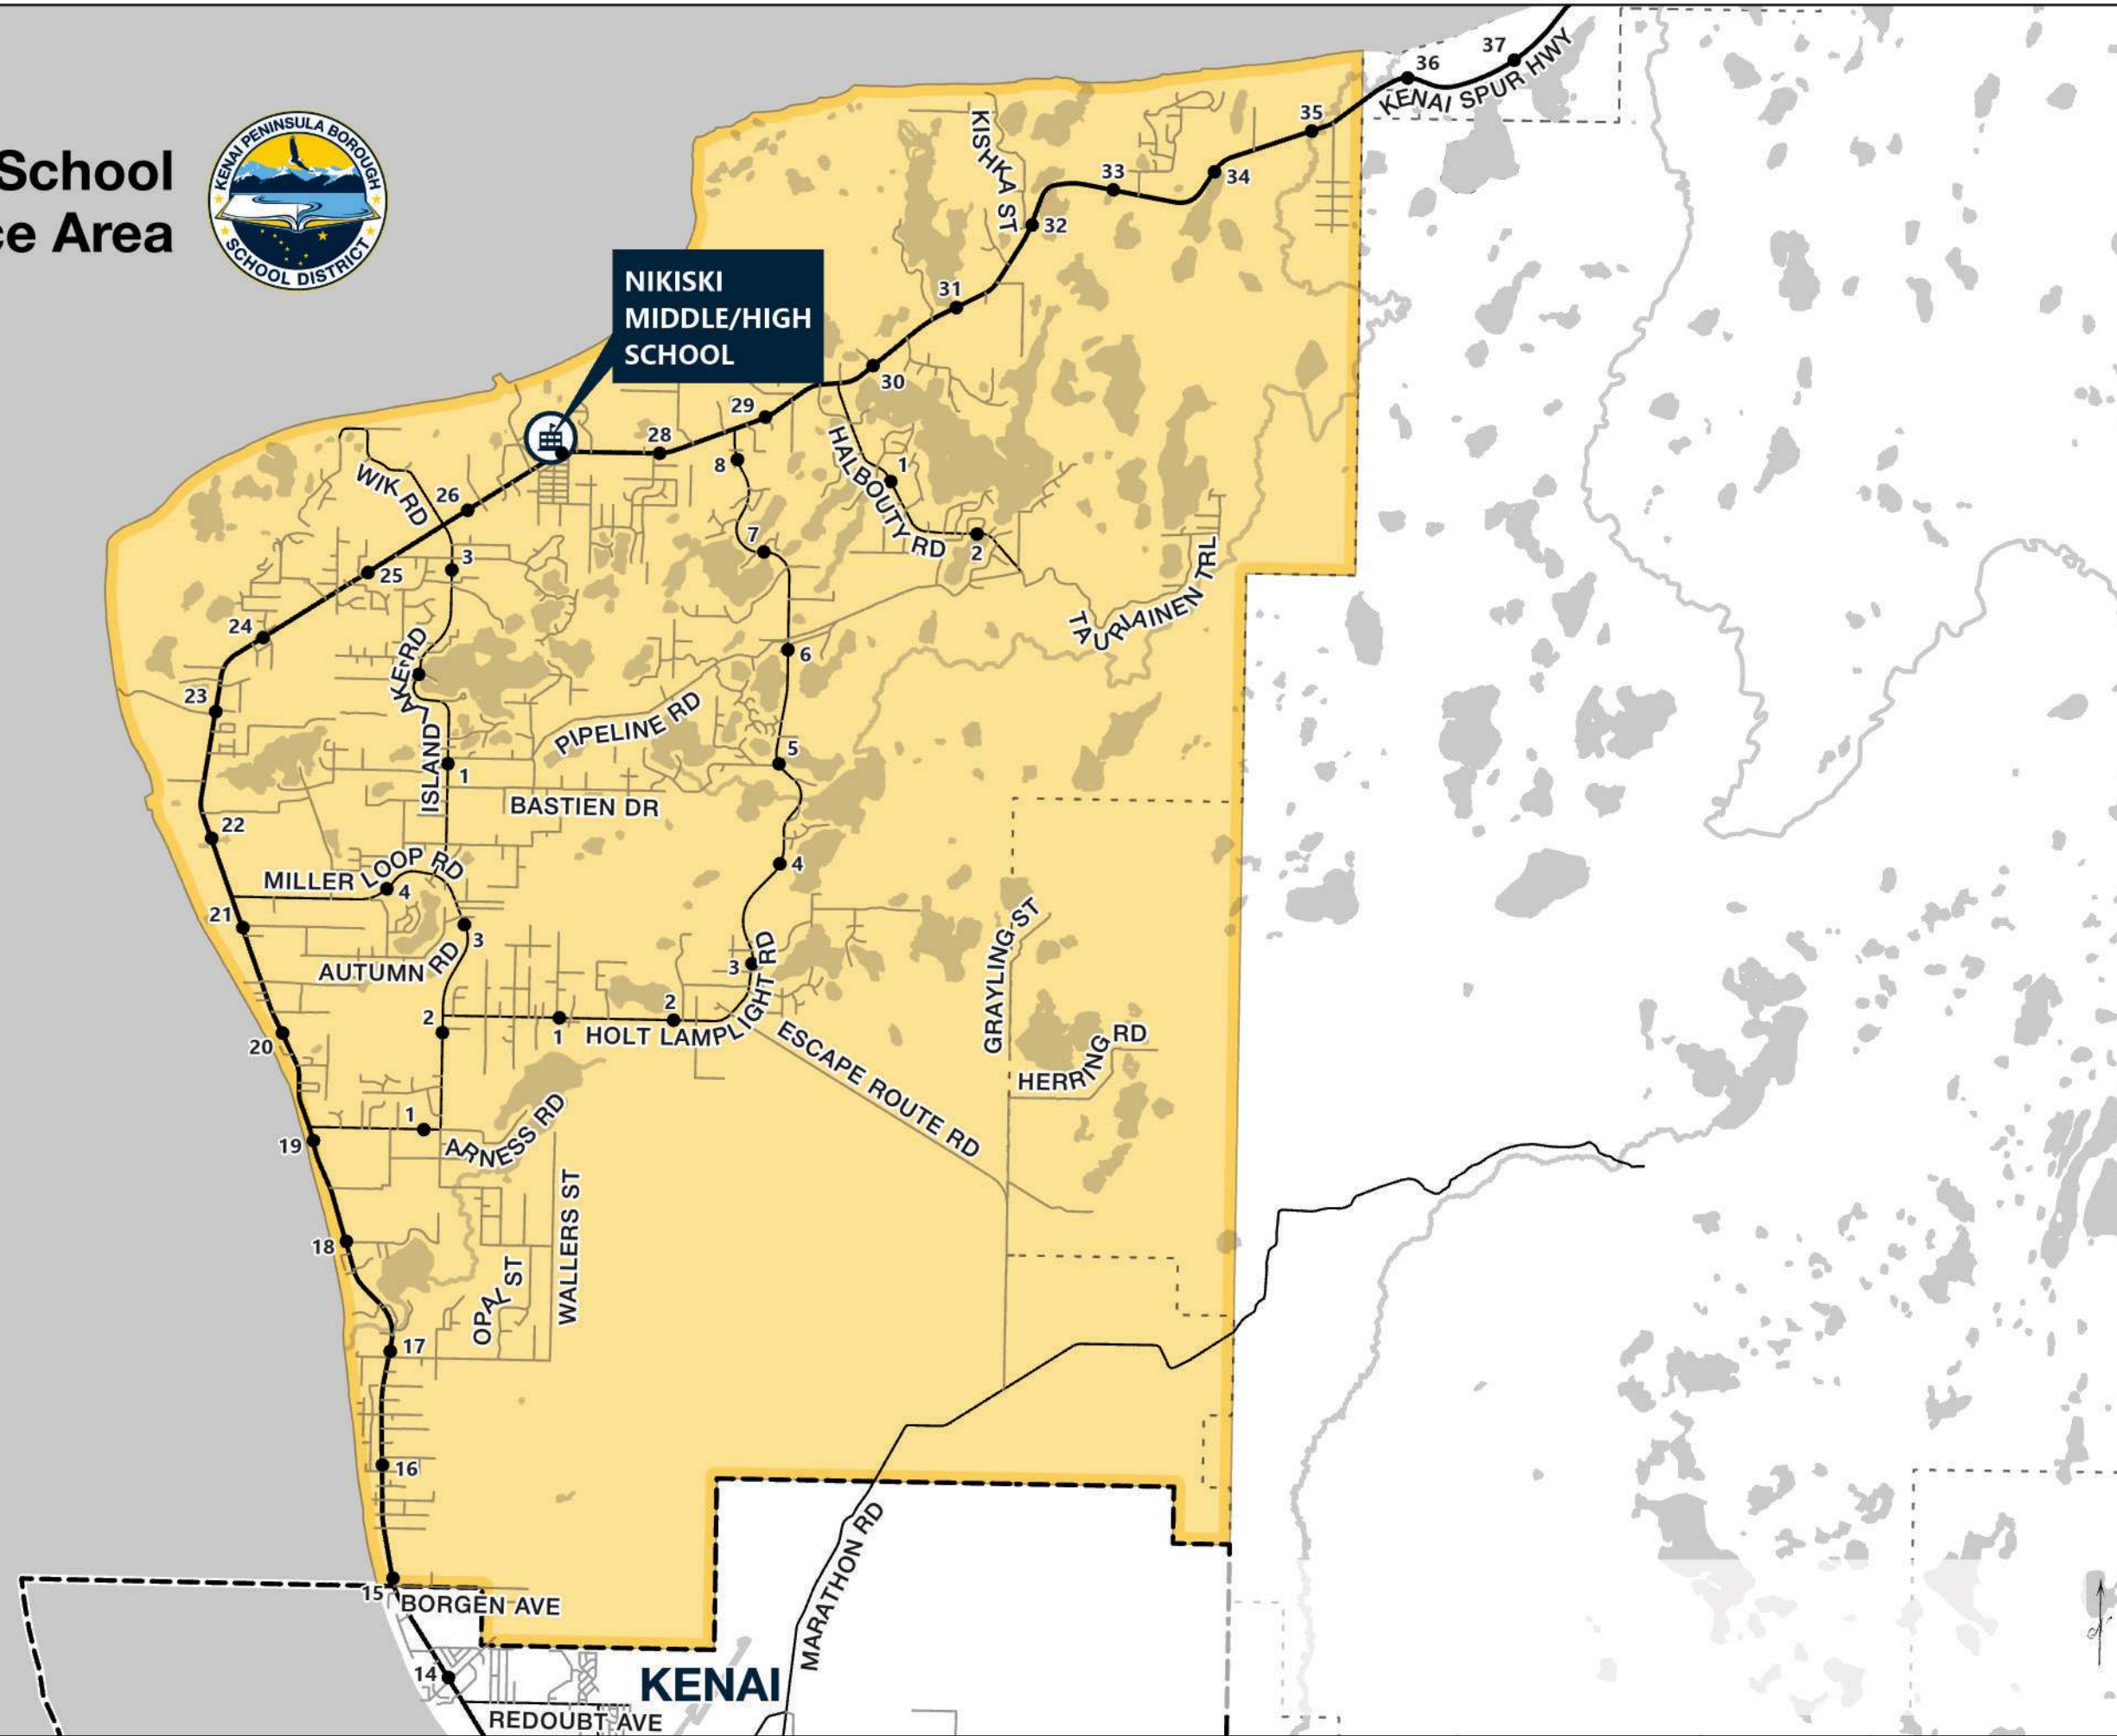 School
ce Area
KENAI PENINSULA BOROUGH
SCHOOL DISTRICT
NIKISKI
MIDDLE/HIGH
SCHOOL
37
36
KENAI SPUR HWY
35
KISHKA ST
33
34
32
31
30
29
28
8
HALBOUTY RD
1
WIK RD
26
7
2
3
25
TAURIAINEN TRL
24
LAKE RD
6
23
PIPELINE RD
5
ISLAND
1
BASTIEN DR
22
MILLER LOOP RD
4
4
21
GRAYLING ST
3
AUTUMN RD
3
2
2
1
HOLT LAMPLIGHT RD
ESCAPE ROUTE RD
HERRING RD
20
1
19
ARNESS RD
18
OPAL ST
WALLERS ST
17
16
MARATHON RD
15
BORGEN AVE
14
KENAI
REDOUBT AVE